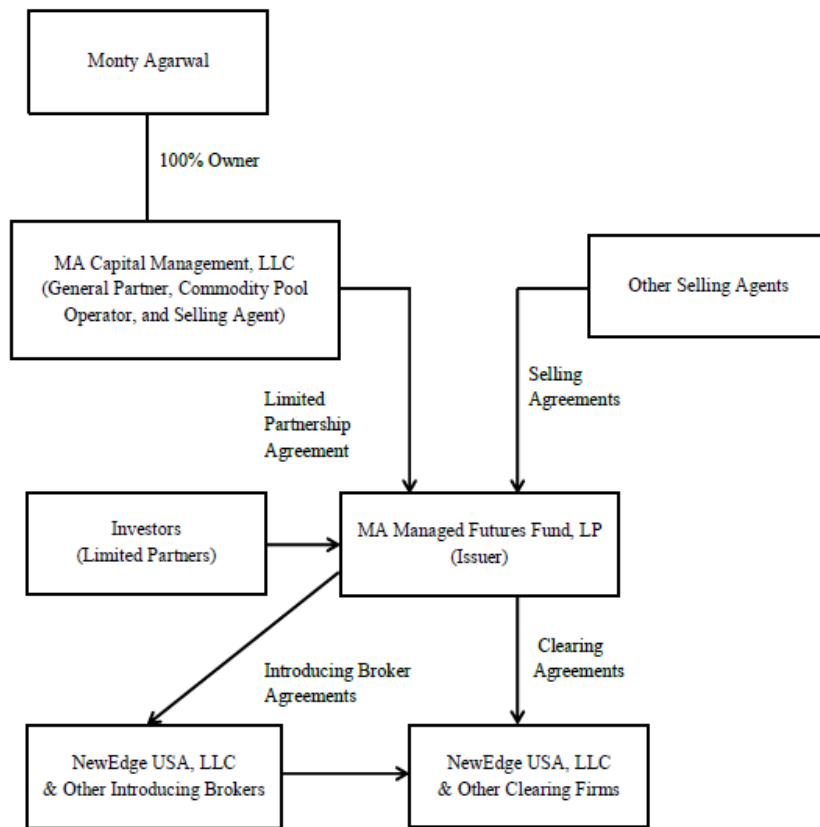 Monty Agarwal
100% Owner
MA Capital Management, LLC
(General Partner, Commodity Pool
Operator, and Selling Agent)
Other Selling Agents
Limited
Partnership
Agreement
Selling
Agreements
Investors
(Limited Partners)
MA Managed Futures Fund, LP
(Issuer)
Introducing Broker
Agreements
Clearing
Agreements
NewEdge USA, LLC
& Other Introducing Brokers
NewEdge USA, LLC
& Other Clearing Firms